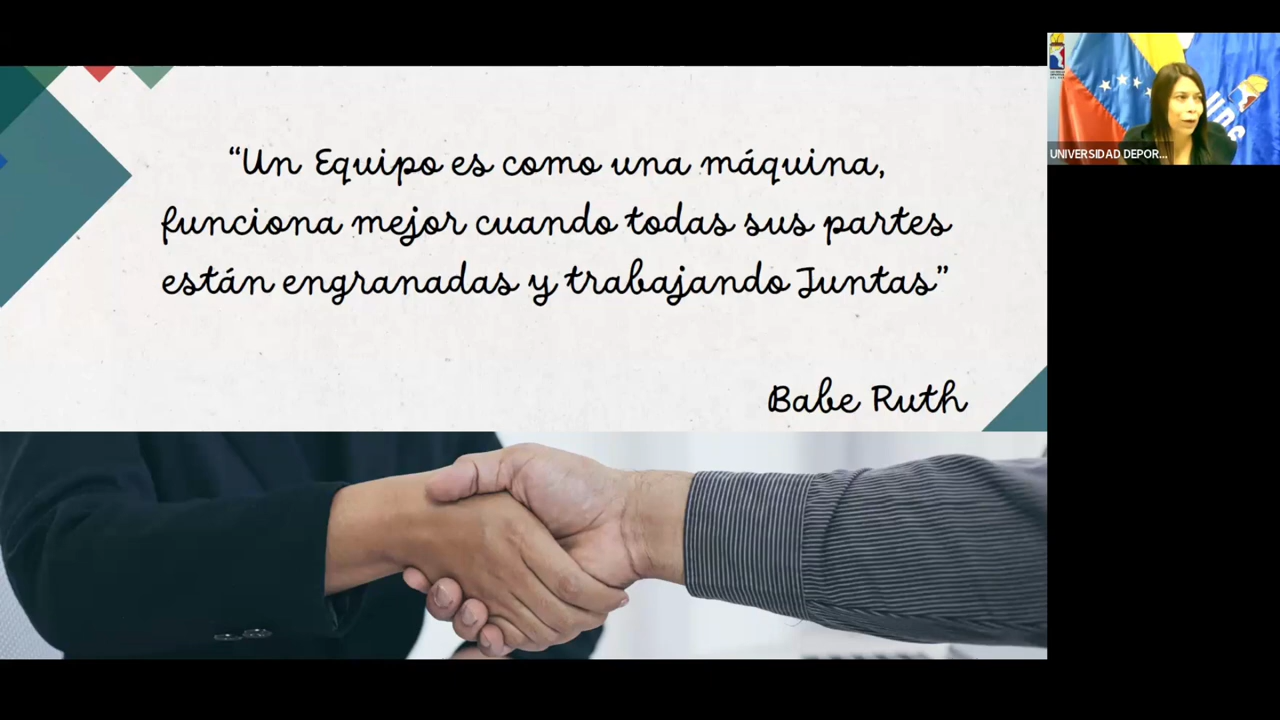 “Un Equipo es como una máquina,
funciona mejor cuando todas sus partes
están engranadas y trabajando Juntas”
Babe Ruth
UNIVERSIDAD DEPOR...